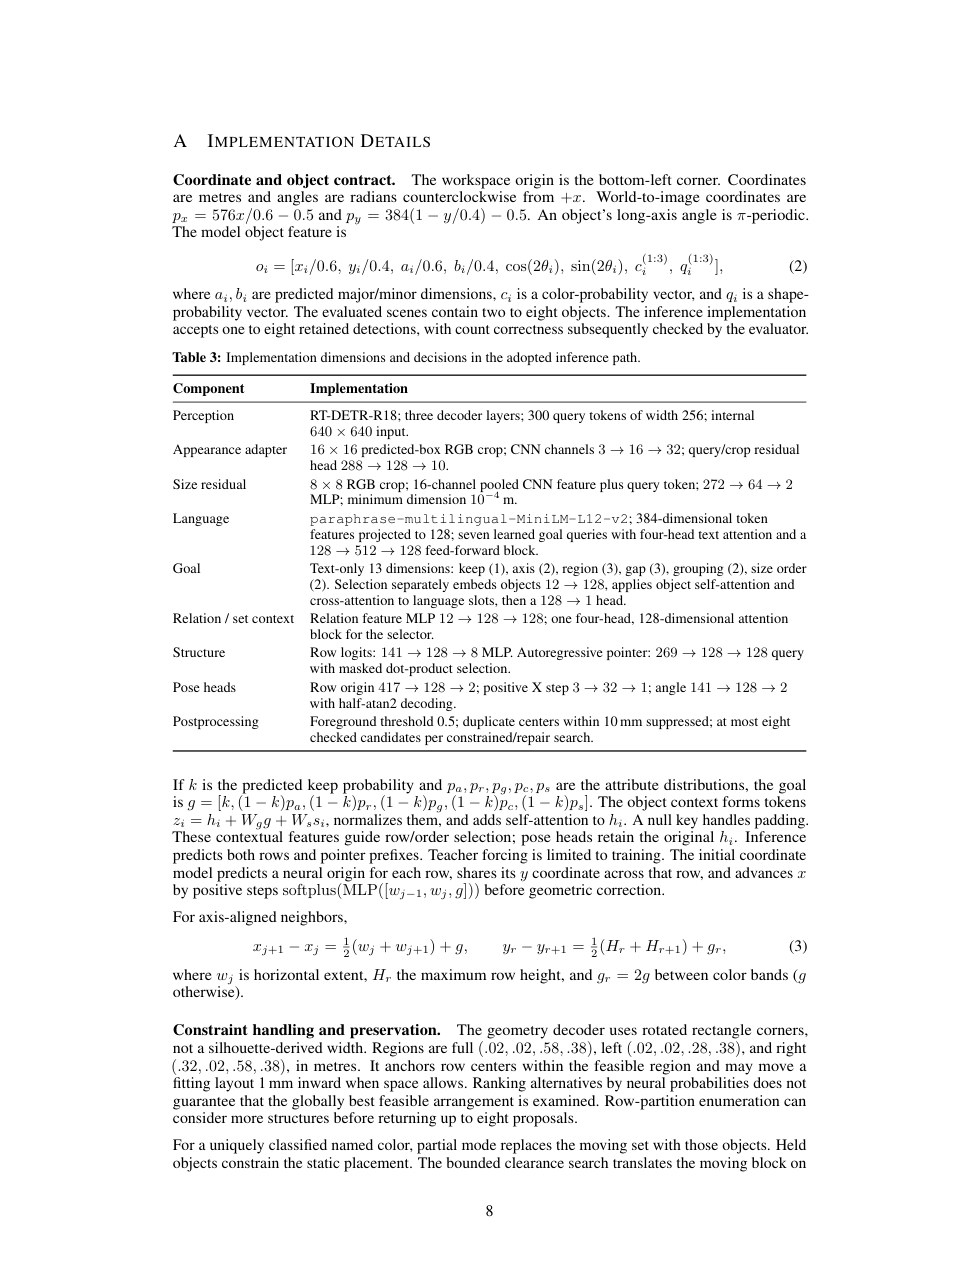 A IMPLEMENTATION DETAILS
Coordinate and object contract. The workspace origin is the bottom-left corner. Coordinates
are metres and angles are radians counterclockwise from +x. World-to-image coordinates are
p_x = 576x/0.6 − 0.5 and p_y = 384(1 − y/0.4) − 0.5. An object's long-axis angle is π-periodic.
The model object feature is
o_i = [x_i/0.6, y_i/0.4, a_i/0.6, b_i/0.4, cos(2θ_i), sin(2θ_i), c_i^(1:3), q_i^(1:3)], (2)
where a_i, b_i are predicted major/minor dimensions, c_i is a color-probability vector, and q_i is a shape-
probability vector. The evaluated scenes contain two to eight objects. The inference implementation
accepts one to eight retained detections, with count correctness subsequently checked by the evaluator.
Table 3: Implementation dimensions and decisions in the adopted inference path.
Component Implementation
Perception RT-DETR-R18; three decoder layers; 300 query tokens of width 256; internal
640 × 640 input.
Appearance adapter 16 × 16 predicted-box RGB crop; CNN channels 3 → 16 → 32; query/crop residual
head 288 → 128 → 10.
Size residual 8 × 8 RGB crop; 16-channel pooled CNN feature plus query token; 272 → 64 → 2
MLP; minimum dimension 10^−4 m.
Language paraphrase-multilingual-MiniLM-L12-v2; 384-dimensional token
features projected to 128; seven learned goal queries with four-head text attention and a
128 → 512 → 128 feed-forward block.
Goal Text-only 13 dimensions: keep (1), axis (2), region (3), gap (3), grouping (2), size order
(2). Selection separately embeds objects 12 → 128, applies object self-attention and
cross-attention to language slots, then a 128 → 1 head.
Relation / set context Relation feature MLP 12 → 128 → 128; one four-head, 128-dimensional attention
block for the selector.
Structure Row logits: 141 → 128 → 8 MLP. Autoregressive pointer: 269 → 128 → 128 query
with masked dot-product selection.
Pose heads Row origin 417 → 128 → 2; positive X step 3 → 32 → 1; angle 141 → 128 → 2
with half-atan2 decoding.
Postprocessing Foreground threshold 0.5; duplicate centers within 10 mm suppressed; at most eight
checked candidates per constrained/repair search.
If k is the predicted keep probability and p_a, p_r, p_g, p_c, p_s are the attribute distributions, the goal
is g = [k, (1 − k)p_a, (1 − k)p_r, (1 − k)p_g, (1 − k)p_c, (1 − k)p_s]. The object context forms tokens
z_i = h_i + W_g g + W_s s_i, normalizes them, and adds self-attention to h_i. A null key handles padding.
These contextual features guide row/order selection; pose heads retain the original h_i. Inference
predicts both rows and pointer prefixes. Teacher forcing is limited to training. The initial coordinate
model predicts a neural origin for each row, shares its y coordinate across that row, and advances x
by positive steps softplus(MLP([w_j−1, w_j, g])) before geometric correction.
For axis-aligned neighbors,
x_j+1 − x_j = ½(w_j + w_j+1) + g, y_r − y_r+1 = ½(H_r + H_r+1) + g_r, (3)
where w_j is horizontal extent, H_r the maximum row height, and g_r = 2g between color bands (g
otherwise).
Constraint handling and preservation. The geometry decoder uses rotated rectangle corners,
not a silhouette-derived width. Regions are full (.02, .02, .58, .38), left (.02, .02, .28, .38), and right
(.32, .02, .58, .38), in metres. It anchors row centers within the feasible region and may move a
fitting layout 1 mm inward when space allows. Ranking alternatives by neural probabilities does not
guarantee that the globally best feasible arrangement is examined. Row-partition enumeration can
consider more structures before returning up to eight proposals.
For a uniquely classified named color, partial mode replaces the moving set with those objects. Held
objects constrain the static placement. The bounded clearance search translates the moving block on
8